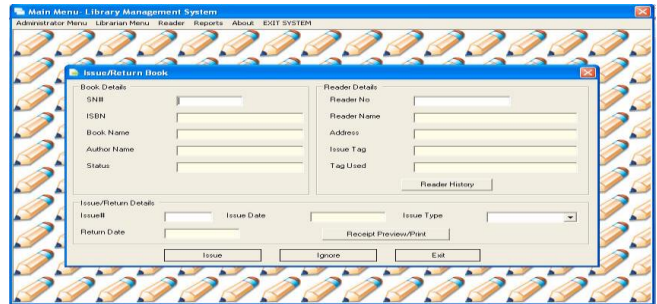 Main Menu- Library Management System
Administrator Menu Librarian Menu Reader Reports About EXIT SYSTEM
Issue/Return Book
Book Details
SN#
ISBN
Book Name
Author Name
Status
Reader Details
Reader No
Reader Name
Address
Issue Tag
Tag Used
Reader History
Issue/Return Details
Issue# Issue Date Issue Type
Return Date Receipt Preview/Print
Issue Ignore Exit